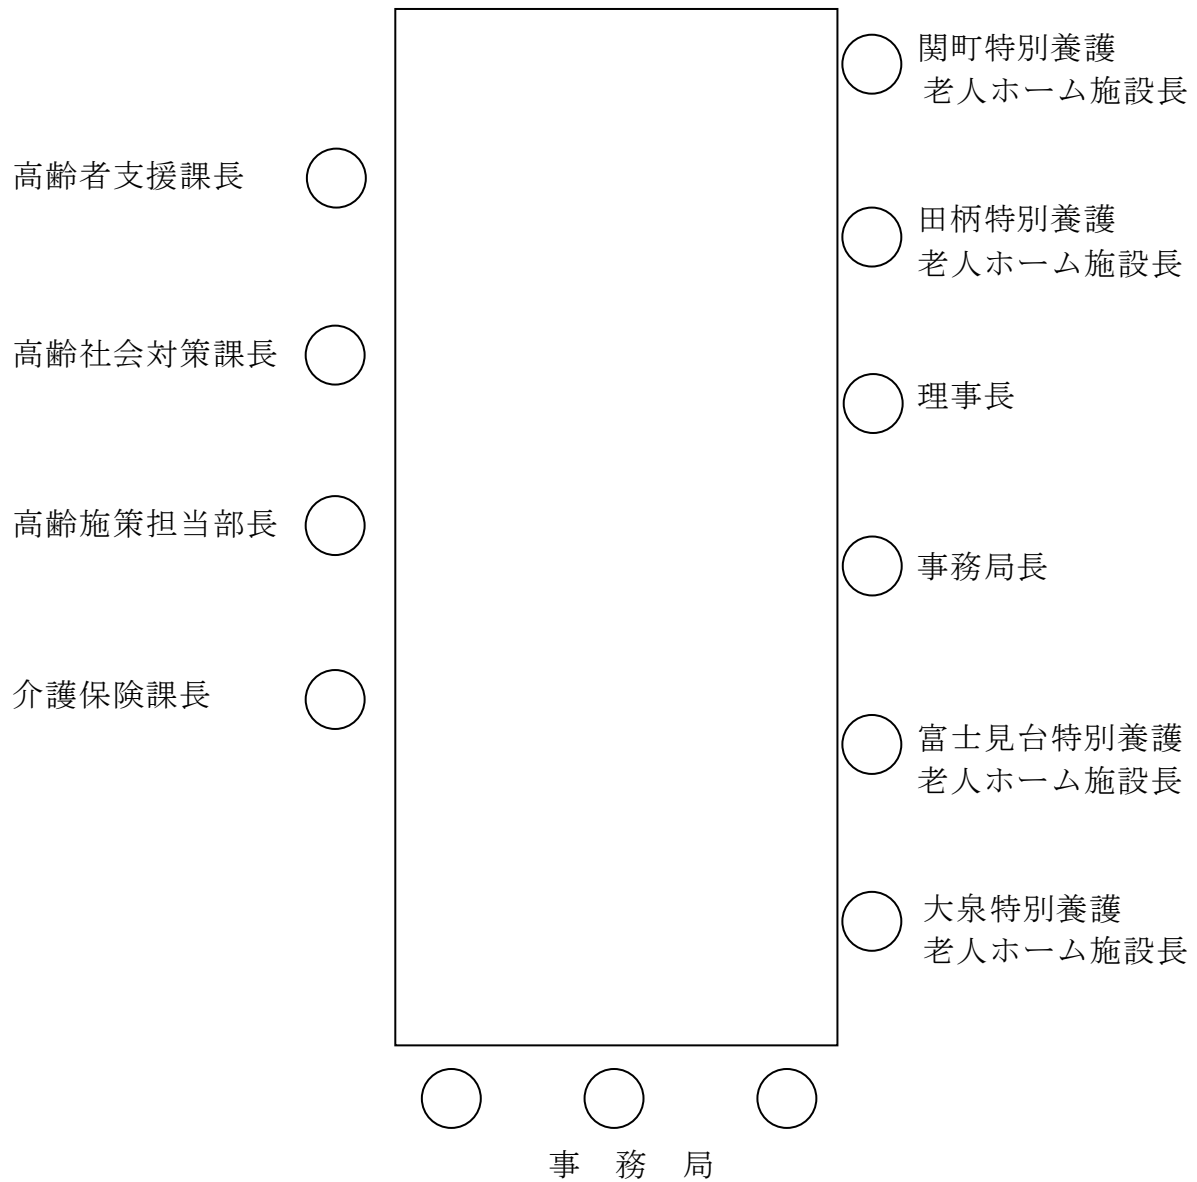 高齢者支援課長
高齢社会対策課長
高齢施策担当部長
介護保険課長
関町特別養護
老人ホーム施設長
田柄特別養護
老人ホーム施設長
理事長
事務局長
富士見台特別養護
老人ホーム施設長
大泉特別養護
老人ホーム施設長
事　務　局